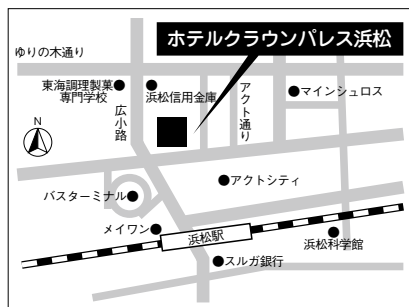 ホテルクラウンパレス浜松
ゆりの木通り
東海調理製菓
専門学校
浜松信用金庫
マインシュロス
広小路
アクト通り
N
アクトシティ
バスターミナル
メイワン
浜松駅
浜松科学館
スルガ銀行